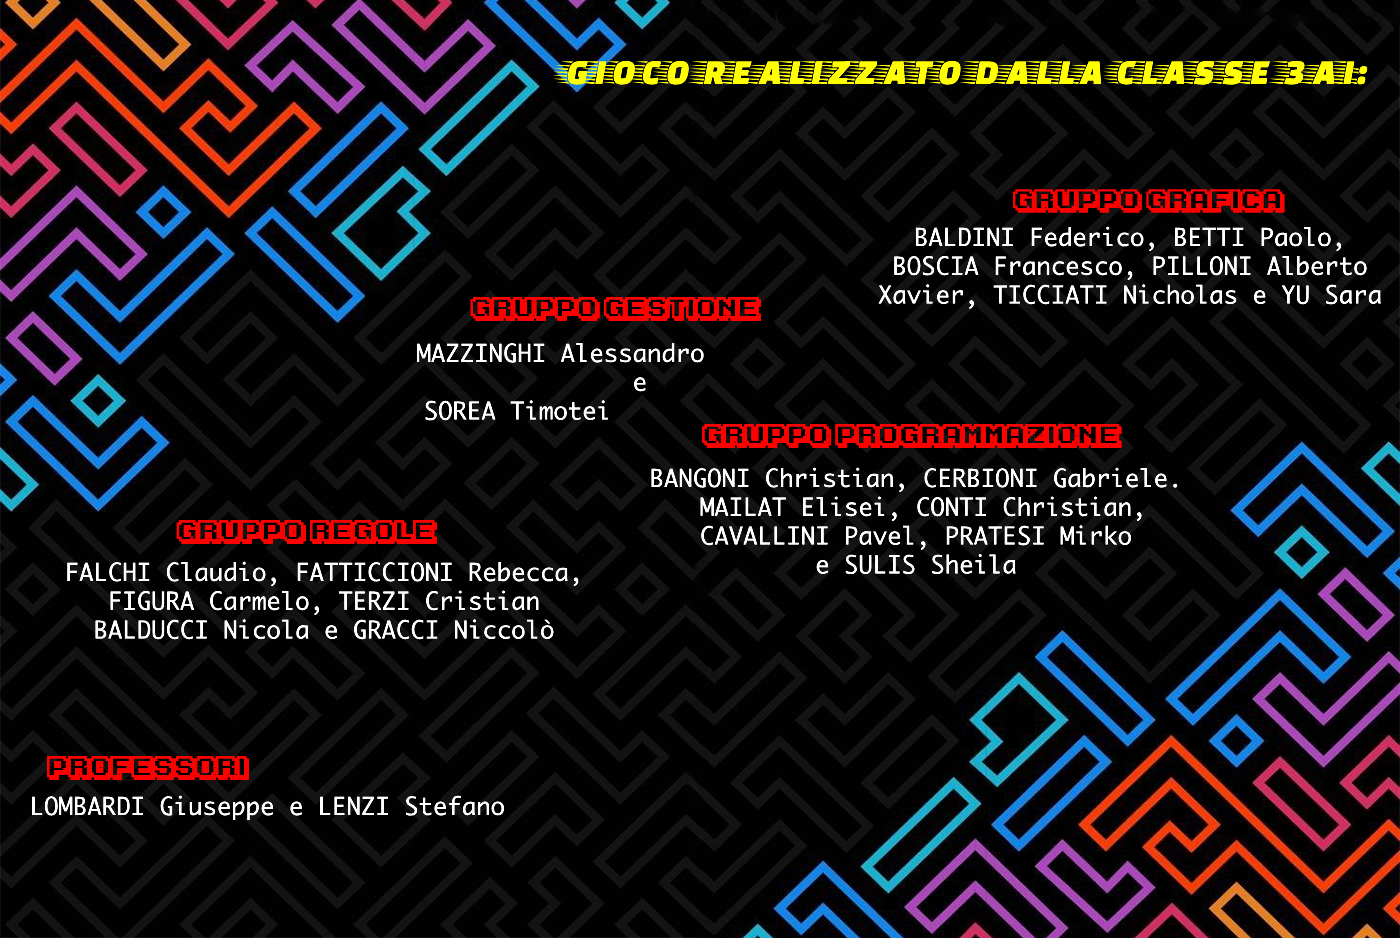 GIOCO REALIZZATO DALLA CLASSE 3 AI:
GRUPPO GRAFICA
BALDINI Federico, BETTI Paolo,
BOSCIA Francesco, PILLONI Alberto
Xavier, TICCIATI Nicholas e YU Sara
GRUPPO GESTIONE
MAZZINGHI Alessandro
e
SOREA Timotei
GRUPPO PROGRAMMAZIONE
BANGONI Christian, CERBIONI Gabriele.
MAILAT Elisei, CONTI Christian,
CAVALLINI Pavel, PRATESI Mirko
e SULIS Sheila
GRUPPO REGOLE
FALCHI Claudio, FATTICCIONI Rebecca,
FIGURA Carmelo, TERZI Cristian
BALDUCCI Nicola e GRACCI Niccolò
PROFESSORI
LOMBARDI Giuseppe e LENZI Stefano